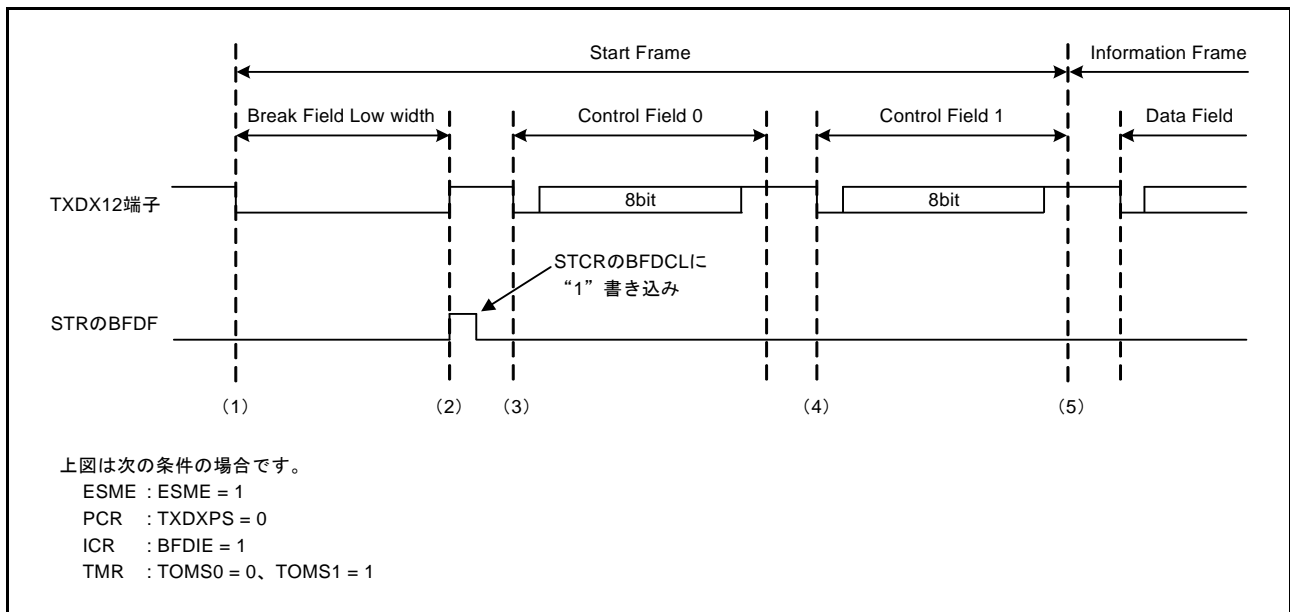 Start Frame
Information Frame
Break Field Low width
Control Field 0
Control Field 1
Data Field
TXDX12端子
8bit
8bit
STCRのBFDCLに
“1”書き込み
STRのBFDF
(1)
(2)
(3)
(4)
(5)
上図は次の条件の場合です。
ESME : ESME = 1
PCR : TXDXPS = 0
ICR : BFDIE = 1
TMR : TOMS0 = 0、TOMS1 = 1